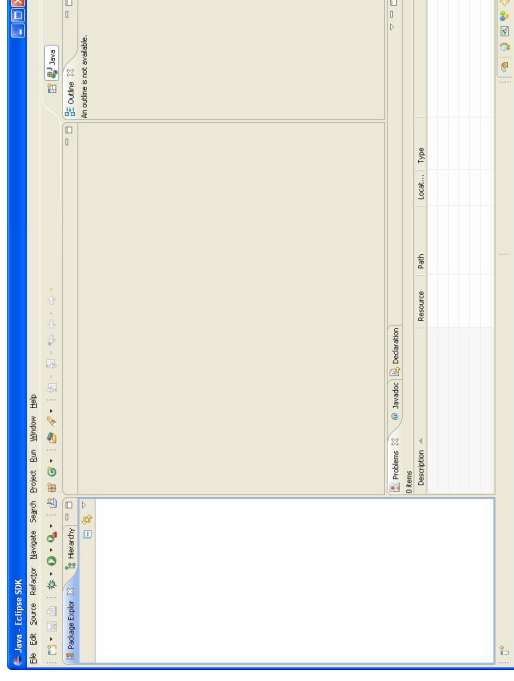 Java - Eclipse SDK
File Edit Source Refactor Navigate Search Project Run Window Help
Java
Package Explor Hierarchy
Outline
An outline is not available.
Problems Javadoc Declaration
0 items
Description Resource Path Locat... Type